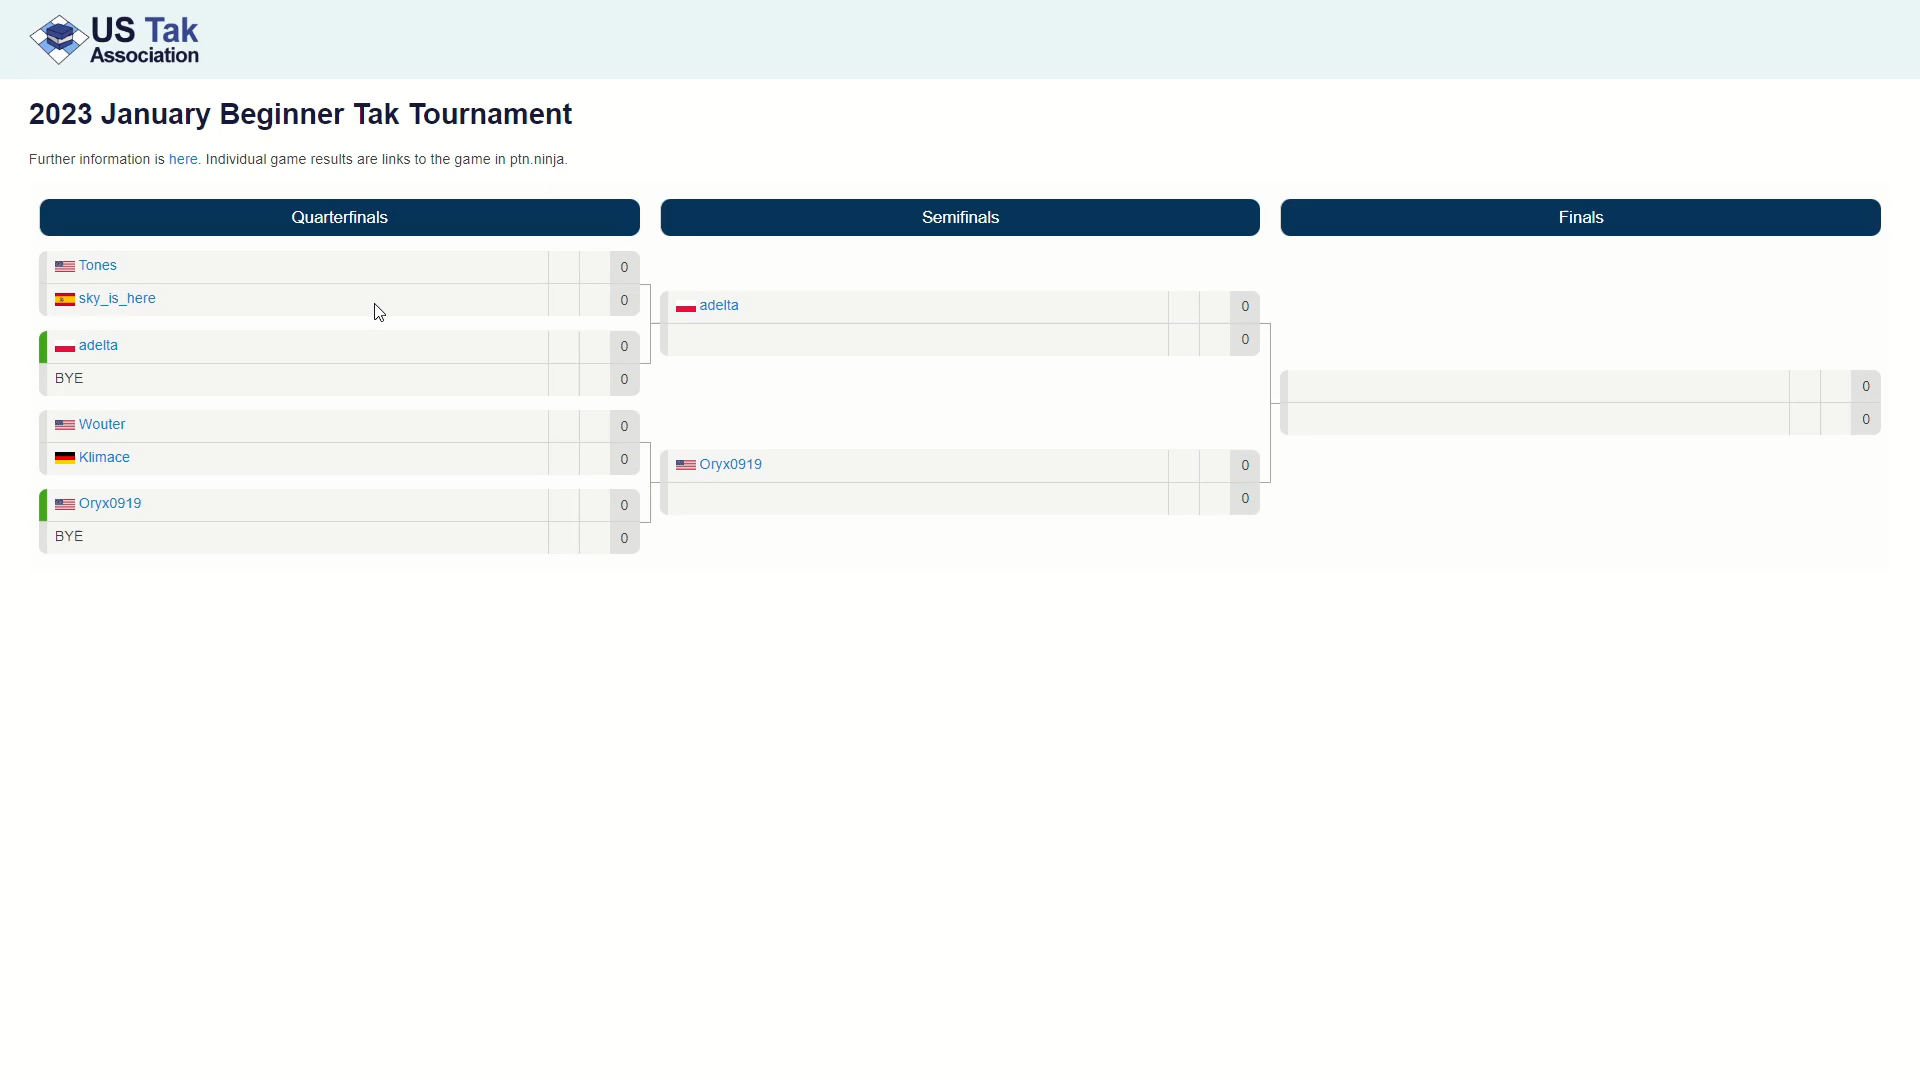 US Tak
Association
2023 January Beginner Tak Tournament
Further information is here. Individual game results are links to the game in ptn.ninja.
Quarterfinals
Semifinals
Finals
Tones 0
sky_is_here 0
adelta 0
BYE 0
Wouter 0
Klimace 0
Oryx0919 0
BYE 0
adelta 0
0
Oryx0919 0
0
0
0